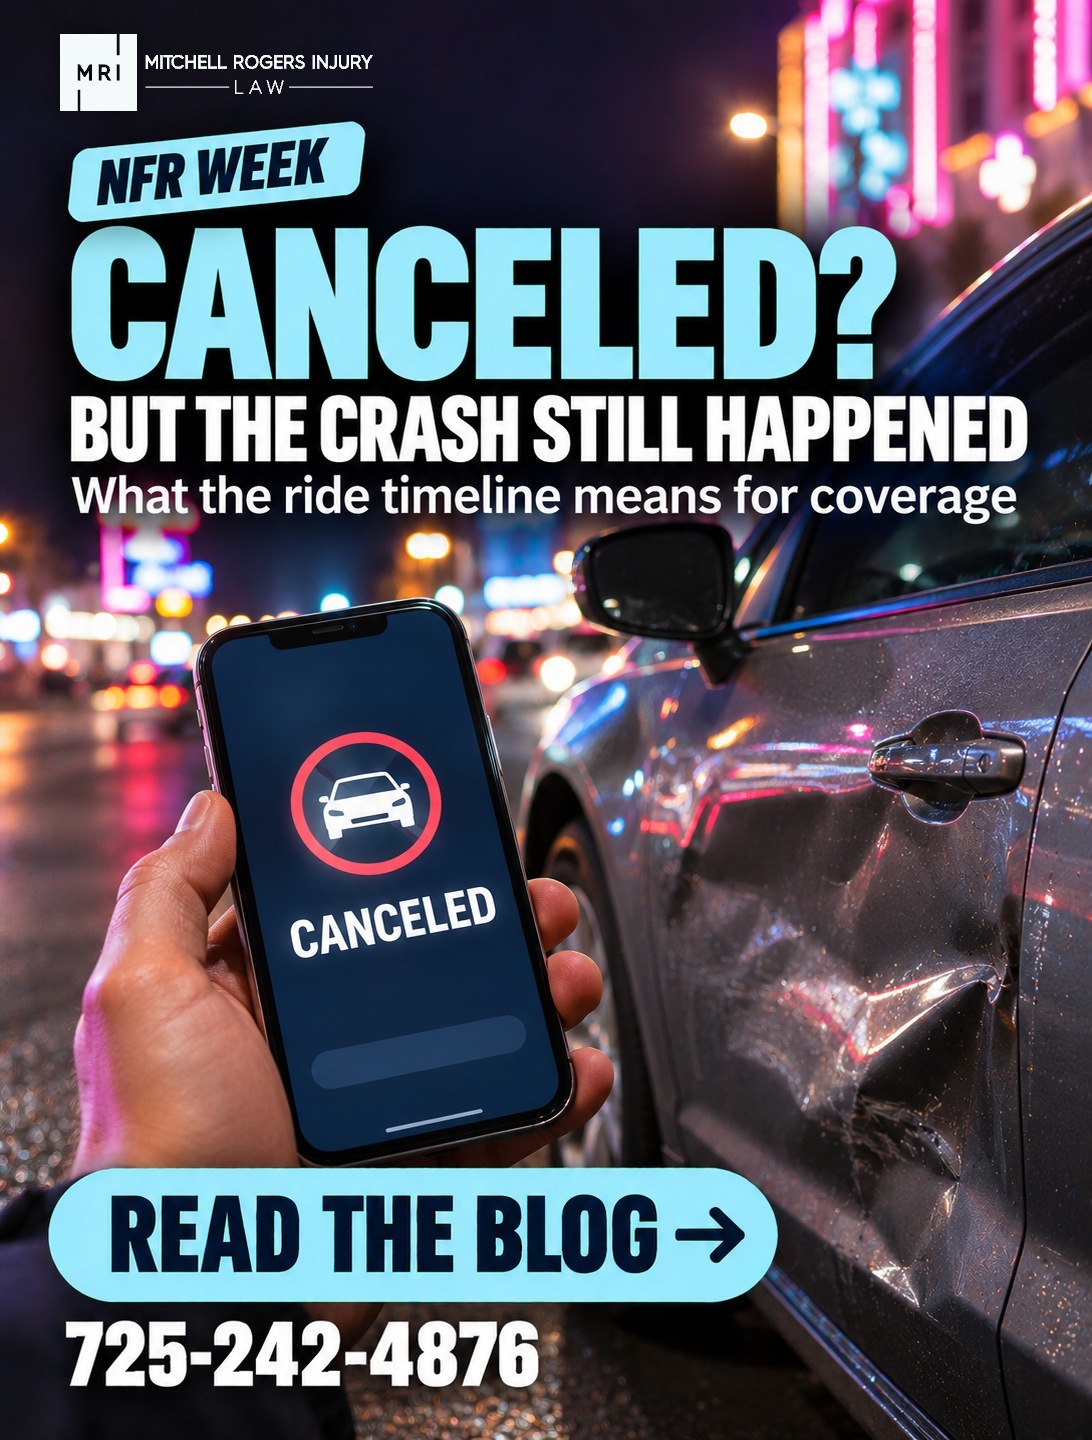 MRI
MITCHELL ROGERS INJURY
LAW
NFR WEEK
CANCELED?
BUT THE CRASH STILL HAPPENED
What the ride timeline means for coverage
CANCELED
READ THE BLOG →
725-242-4876